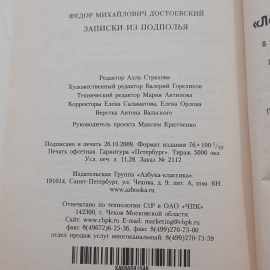 ФЕДОР МИХАЙЛОВИЧ ДОСТОЕВСКИЙ
ЗАПИСКИ ИЗ ПОДПОЛЬЯ
Редактор Алла Страхова
Художественный редактор Валерий Гореликов
Технический редактор Мария Антипова
Корректоры Елена Саламатова, Елена Орлова
Верстка Антона Вальского
Руководитель проекта Максим Крютченко
Подписано в печать 26.10.2009. Формат издания 76×100 1/32.
Печать офсетная. Гарнитура «Петербург». Тираж 5000 экз.
Усл. печ. л. 11,28. Заказ № 2112
Издательская Группа «Азбука-классика».
191014, Санкт-Петербург, ул. Чехова, д. 9, лит. А, пом. 6Н.
www.azbooka.ru
Отпечатано по технологии CtP в ОАО «ЧПК»
142300, г. Чехов Московской области.
www.chpk.ru E-mail: marketing@chpk.ru
факс 8(49672)6-25-36, факс 8(499)270-73-00
отдел продаж услуг многоканальный: 8(499)270-73-59
«Ле